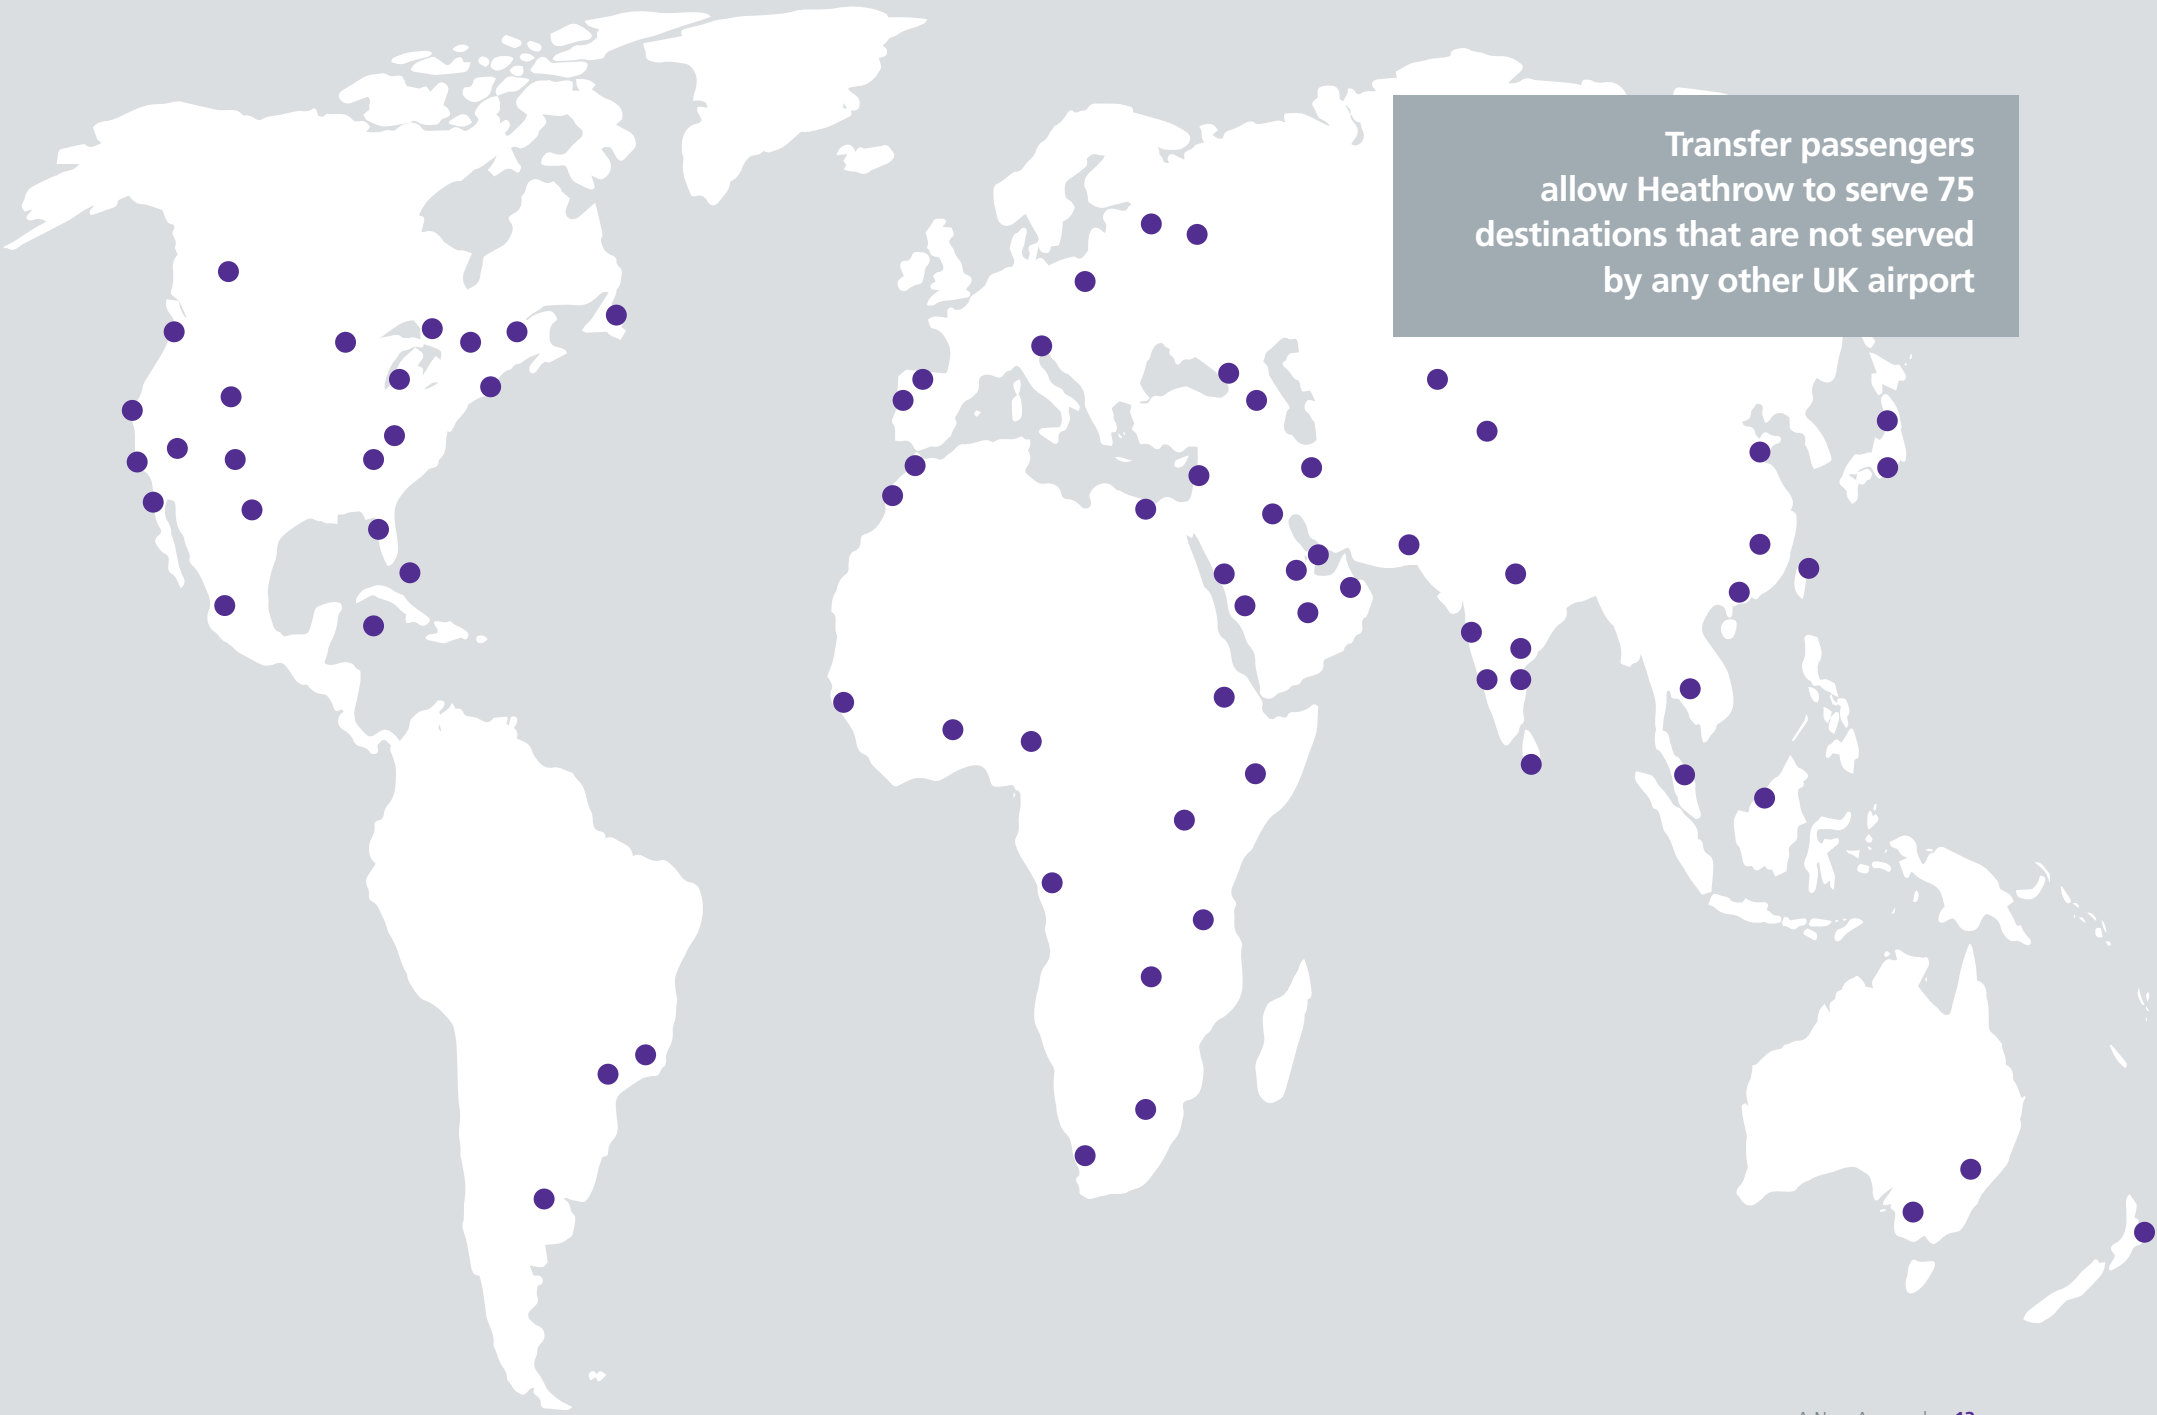 Transfer passengers
allow Heathrow to serve 75
destinations that are not served
by any other UK airport